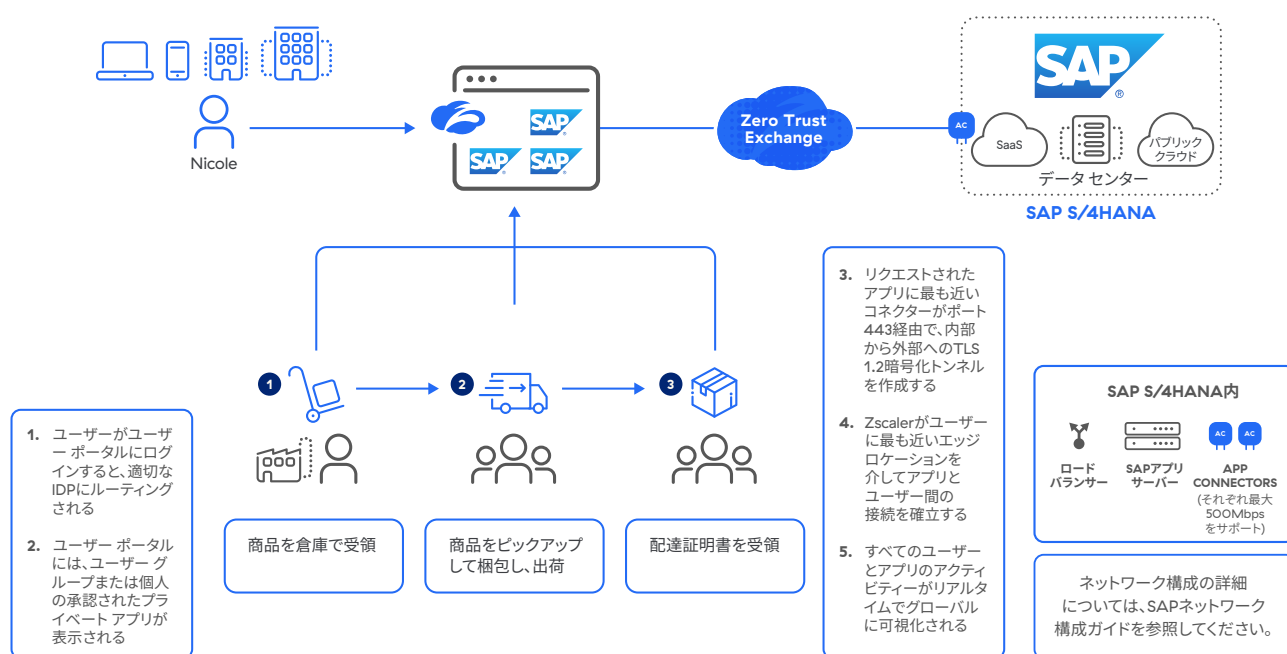 Nicole
SAP
SAP SAP
Zero Trust
Exchange
AC
SAP
®
SaaS
パブリック
クラウド
データ センター
SAP S/4HANA
1
2
3
商品を倉庫で受領
商品をピックアップ
して梱包し、出荷
配達証明書を受領
1. ユーザーがユーザ
ー ポータルにログ
インすると、適切な
IDPにルーティング
される
2. ユーザー ポータル
には、ユーザー グ
ループまたは個人
の承認されたプラ
イベート アプリが
表示される
3. リクエストされた
アプリに最も近い
コネクターがポート
443経由で、内部
から外部へのTLS
1.2暗号化トンネル
を作成する
4. Zscalerがユーザー
に最も近いエッジ
ロケーションを
介してアプリと
ユーザー間の
接続を確立する
5. すべてのユーザー
とアプリのアクティ
ビティーがリアルタ
イムでグローバル
に可視化される
SAP S/4HANA内
ロード
バランサー
SAPアプリ
サーバー
AC AC
APP
CONNECTORS
(それぞれ最大
500Mbps
をサポート)
ネットワーク構成の詳細
については、SAPネットワーク
構成ガイドを参照してください。